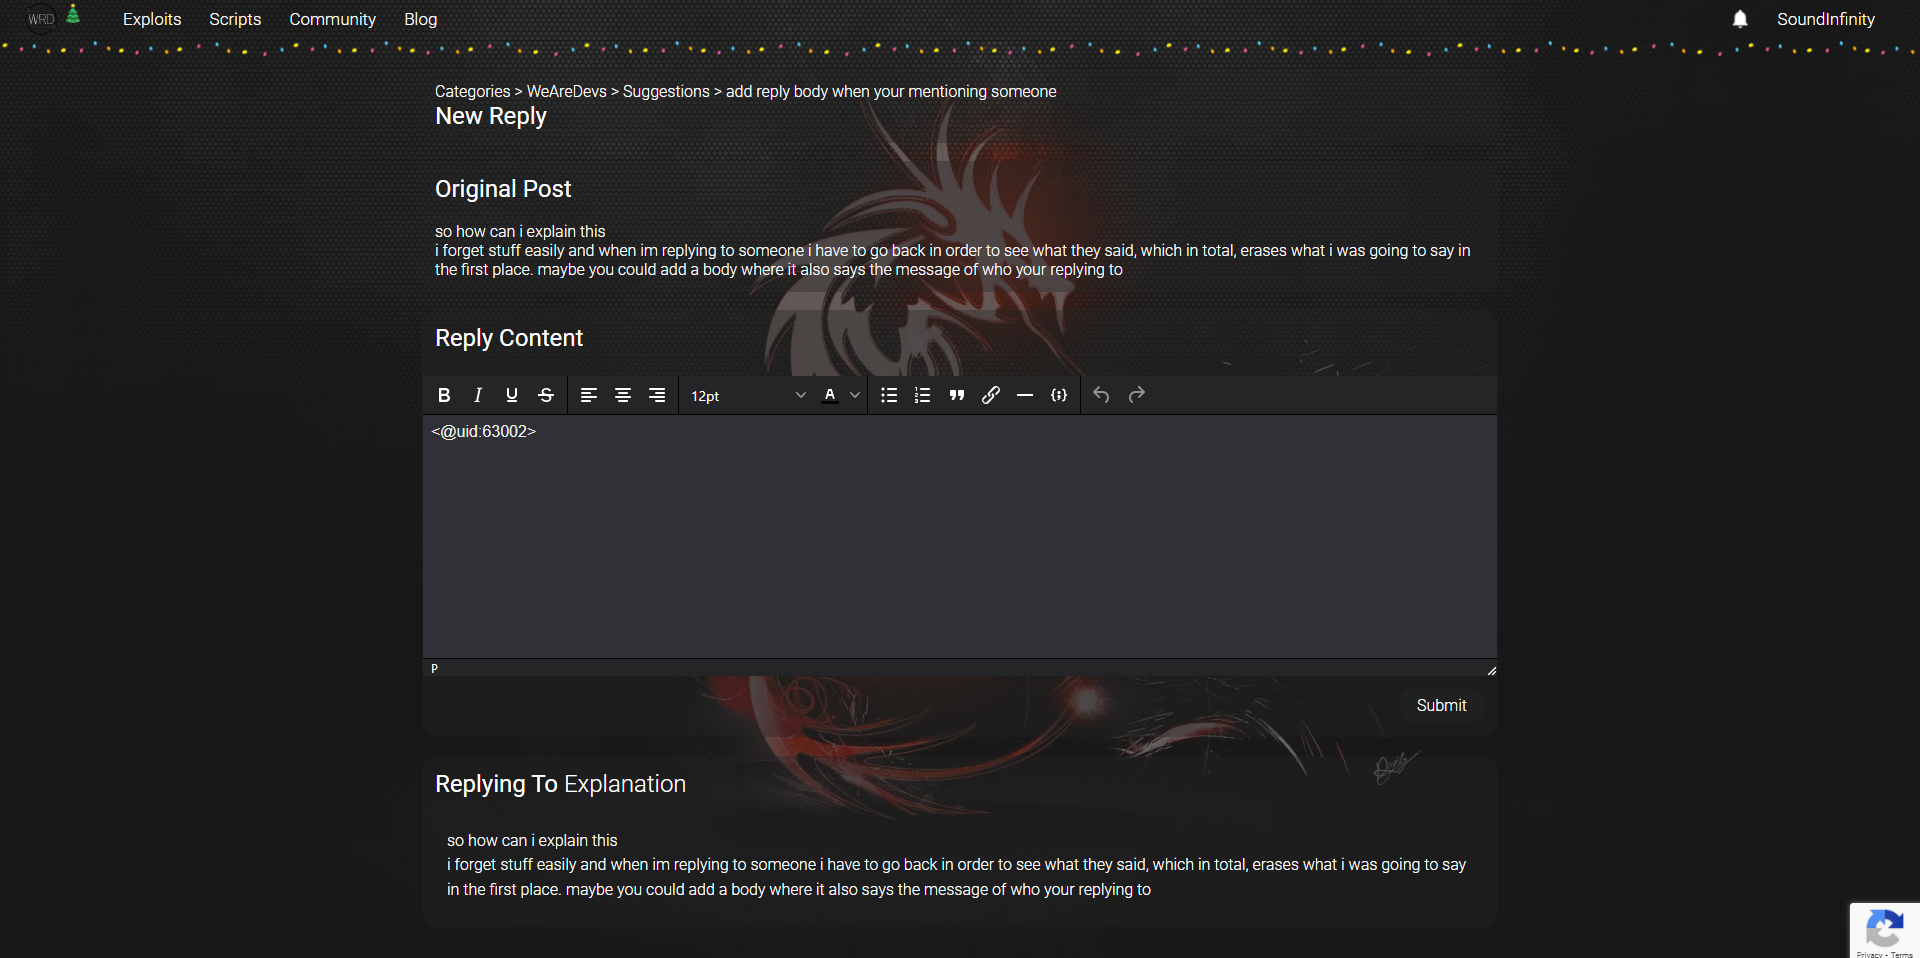 WRD
Exploits Scripts Community Blog SoundInfinity
Categories > WeAreDevs > Suggestions > add reply body when your mentioning someone
New Reply
Original Post
so how can i explain this
i forget stuff easily and when im replying to someone i have to go back in order to see what they said, which in total, erases what i was going to say in
the first place. maybe you could add a body where it also says the message of who your replying to
Reply Content
B I U S 12pt A
<@uid:63002>
P
Submit
Replying To Explanation
so how can i explain this
i forget stuff easily and when im replying to someone i have to go back in order to see what they said, which in total, erases what i was going to say
in the first place. maybe you could add a body where it also says the message of who your replying to
Privacy - Terms